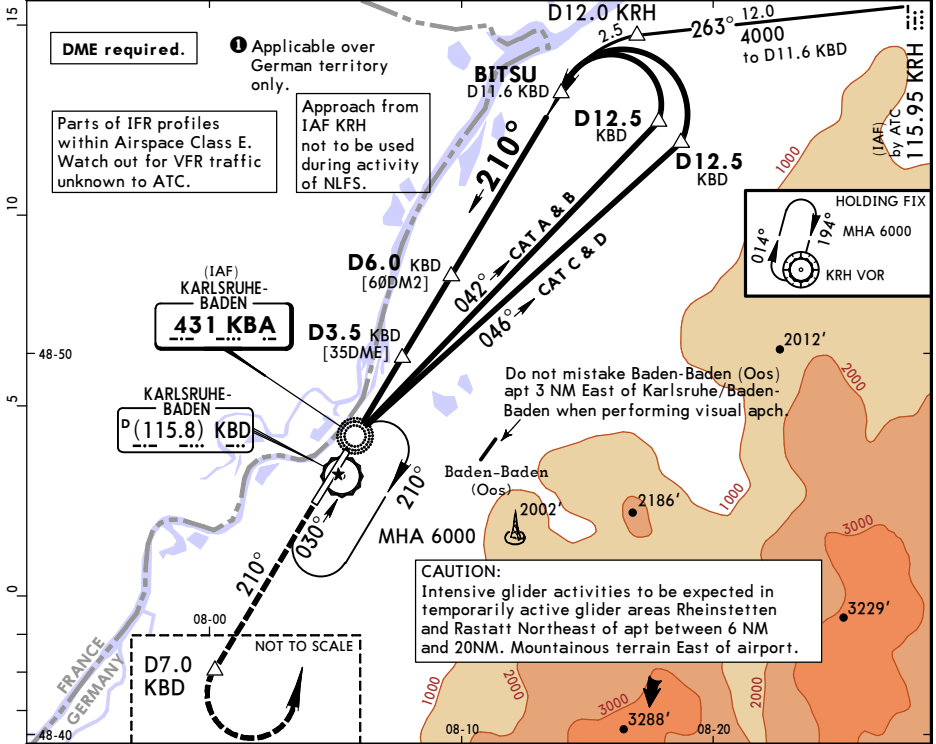 15
DME required.
❶ Applicable over
German territory
only.
Parts of IFR profiles
within Airspace Class E.
Watch out for VFR traffic
unknown to ATC.
Approach from
IAF KRH
not to be used
during activity
of NLFS.
D12.0 KRH
2.5
263°
12.0
4000
to D11.6 KBD
BITSU
D11.6 KBD
(IAF)
by ATC
115.95 KRH
D12.5
KBD
D12.5
KBD
210°
1000
10
HOLDING FIX
MHA 6000
014°
194°
KRH VOR
D6.0 KBD
[6ØDM2]
042°
CAT A & B
046°
CAT C & D
(IAF)
KARLSRUHE-
BADEN
431 KBA
D3.5 KBD
[35DME]
48-50
2012'
2000
Do not mistake Baden-Baden (Oos)
apt 3 NM East of Karlsruhe/Baden-
Baden when performing visual apch.
5
KARLSRUHE-
BADEN
D (115.8) KBD
Baden-Baden
(Oos)
210°
030°
MHA 6000
2002'
2186'
1000
3000
210°
0
CAUTION:
Intensive glider activities to be expected in
temporarily active glider areas Rheinstetten
and Rastatt Northeast of apt between 6 NM
and 20NM. Mountainous terrain East of airport.
3229'
08-00
NOT TO SCALE
D7.0
KBD
FRANCE
GERMANY
1000
2000
3000
2000
3288'
48-40
08-10
08-20